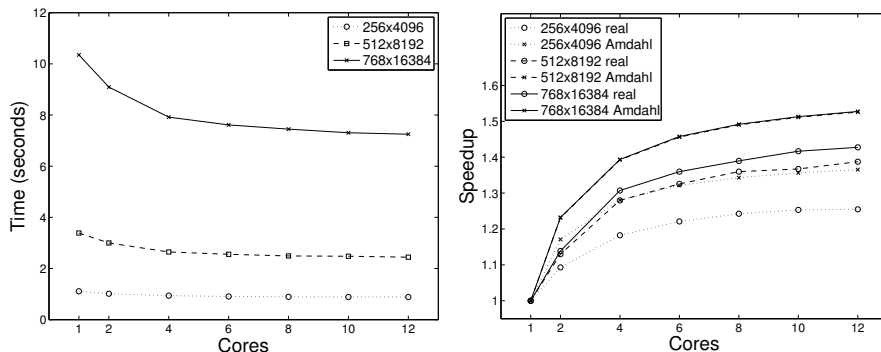 12
10
8
6
4
2
0
Time (seconds)
1
2
4
6
8
10
12
Cores
256x4096
512x8192
768x16384
1.6
1.5
1.4
1.3
1.2
1.1
1
Speedup
1
2
4
6
8
10
12
Cores
256x4096 real
256x4096 Amdahl
512x8192 real
512x8192 Amdahl
768x16384 real
768x16384 Amdahl